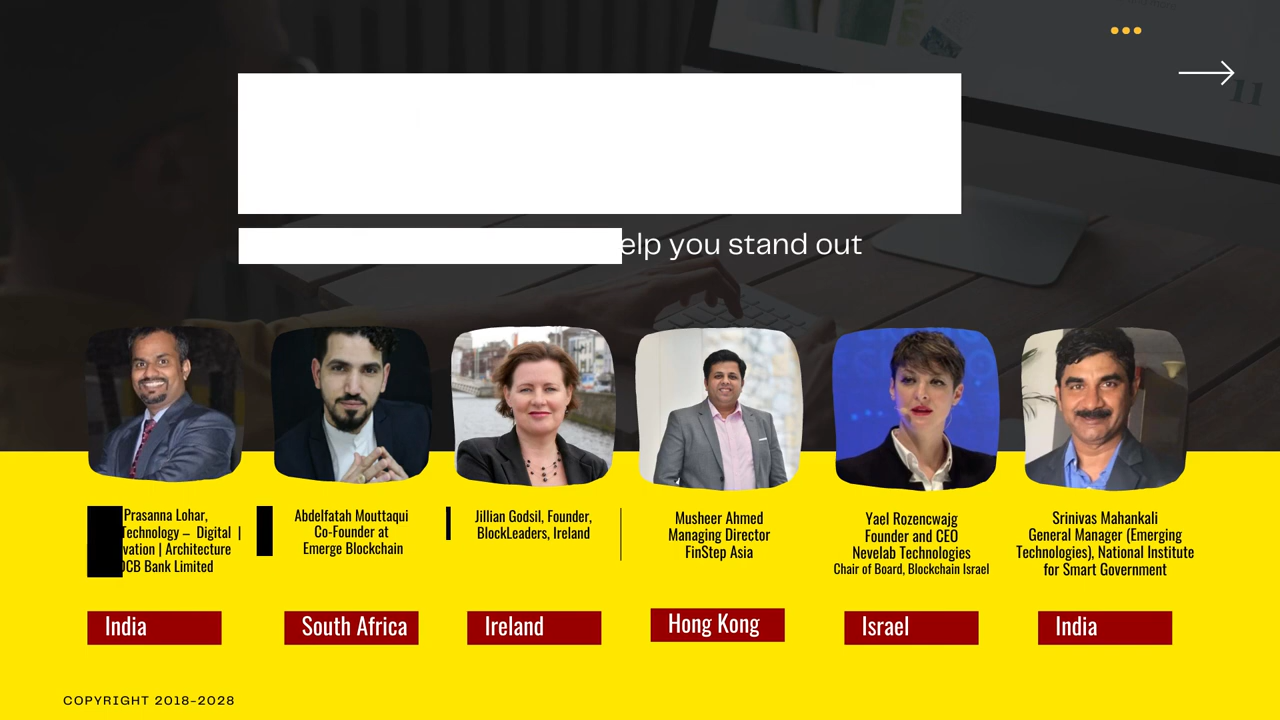 11
elp you stand out
Prasanna Lohar,
Technology – Digital |
vation | Architecture
DCB Bank Limited
Abdelfatah Mouttaqui
Co-Founder at
Emerge Blockchain
Jillian Godsil, Founder,
BlockLeaders, Ireland
Musheer Ahmed
Managing Director
FinStep Asia
Yael Rozencwajg
Founder and CEO
Nevelab Technologies
Chair of Board, Blockchain Israel
Srinivas Mahankali
General Manager (Emerging
Technologies), National Institute
for Smart Government
India
South Africa
Ireland
Hong Kong
Israel
India
COPYRIGHT 2018-2028